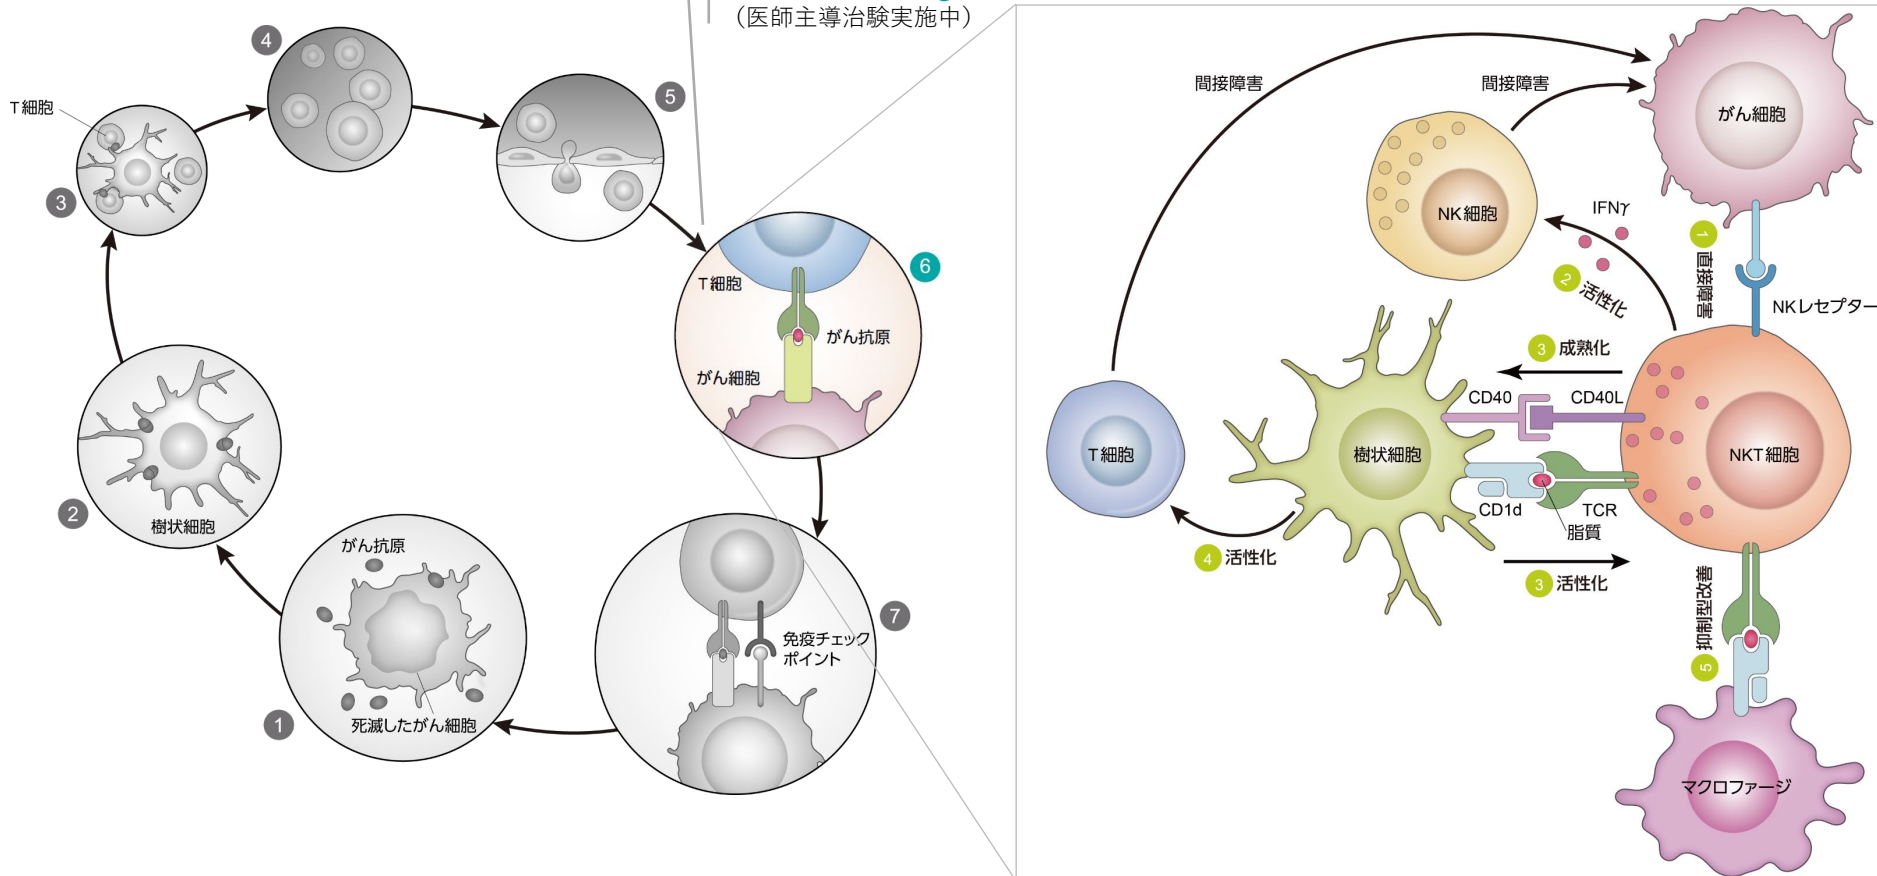 （医師主導治験実施中）
4
T細胞
3
5
6
T細胞
がん抗原
がん細胞
2
樹状細胞
がん抗原
1
死滅したがん細胞
7
免疫チェック
ポイント
間接障害
間接障害
がん細胞
NK細胞
IFNγ
2 活性化
1 直接障害
NKレセプター
3 成熟化
CD40
CD40L
T細胞
樹状細胞
NKT細胞
CD1d
TCR
脂質
4 活性化
3 活性化
5 抑制型改善
マクロファージ